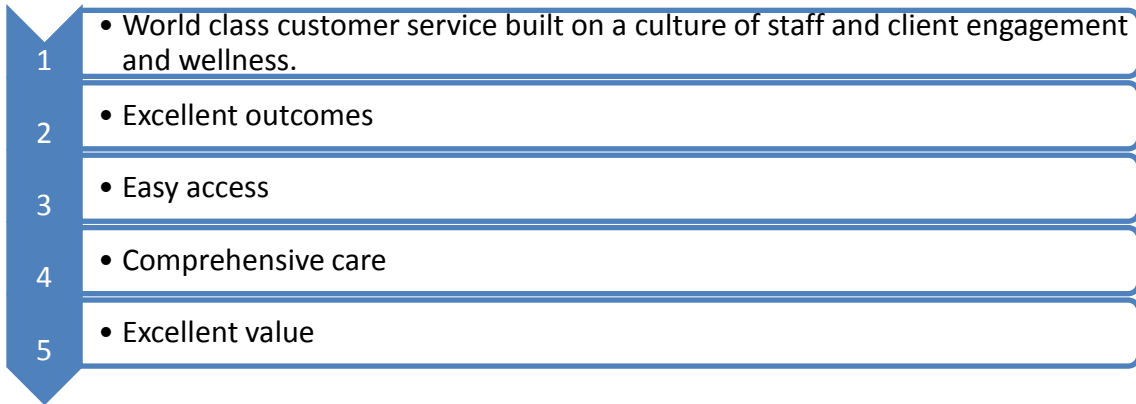 1
• World class customer service built on a culture of staff and client engagement
and wellness.
2
• Excellent outcomes
3
• Easy access
4
• Comprehensive care
5
• Excellent value